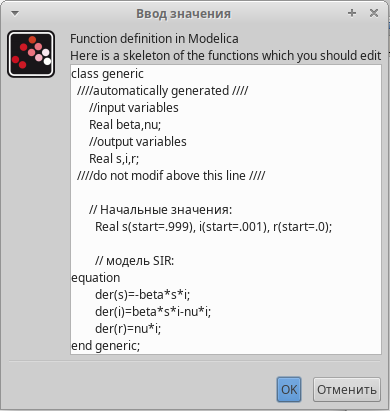 Ввод значения
Function definition in Modelica
Here is a skeleton of the functions which you should edit
class generic
////automatically generated ////
//input variables
Real beta,nu;
//output variables
Real s,i,r;
////do not modif above this line ////
// Начальные значения:
Real s(start=.999), i(start=.001), r(start=.0);
// модель SIR:
equation
der(s)=-beta*s*i;
der(i)=beta*s*i-nu*i;
der(r)=nu*i;
end generic;
OK Отменить